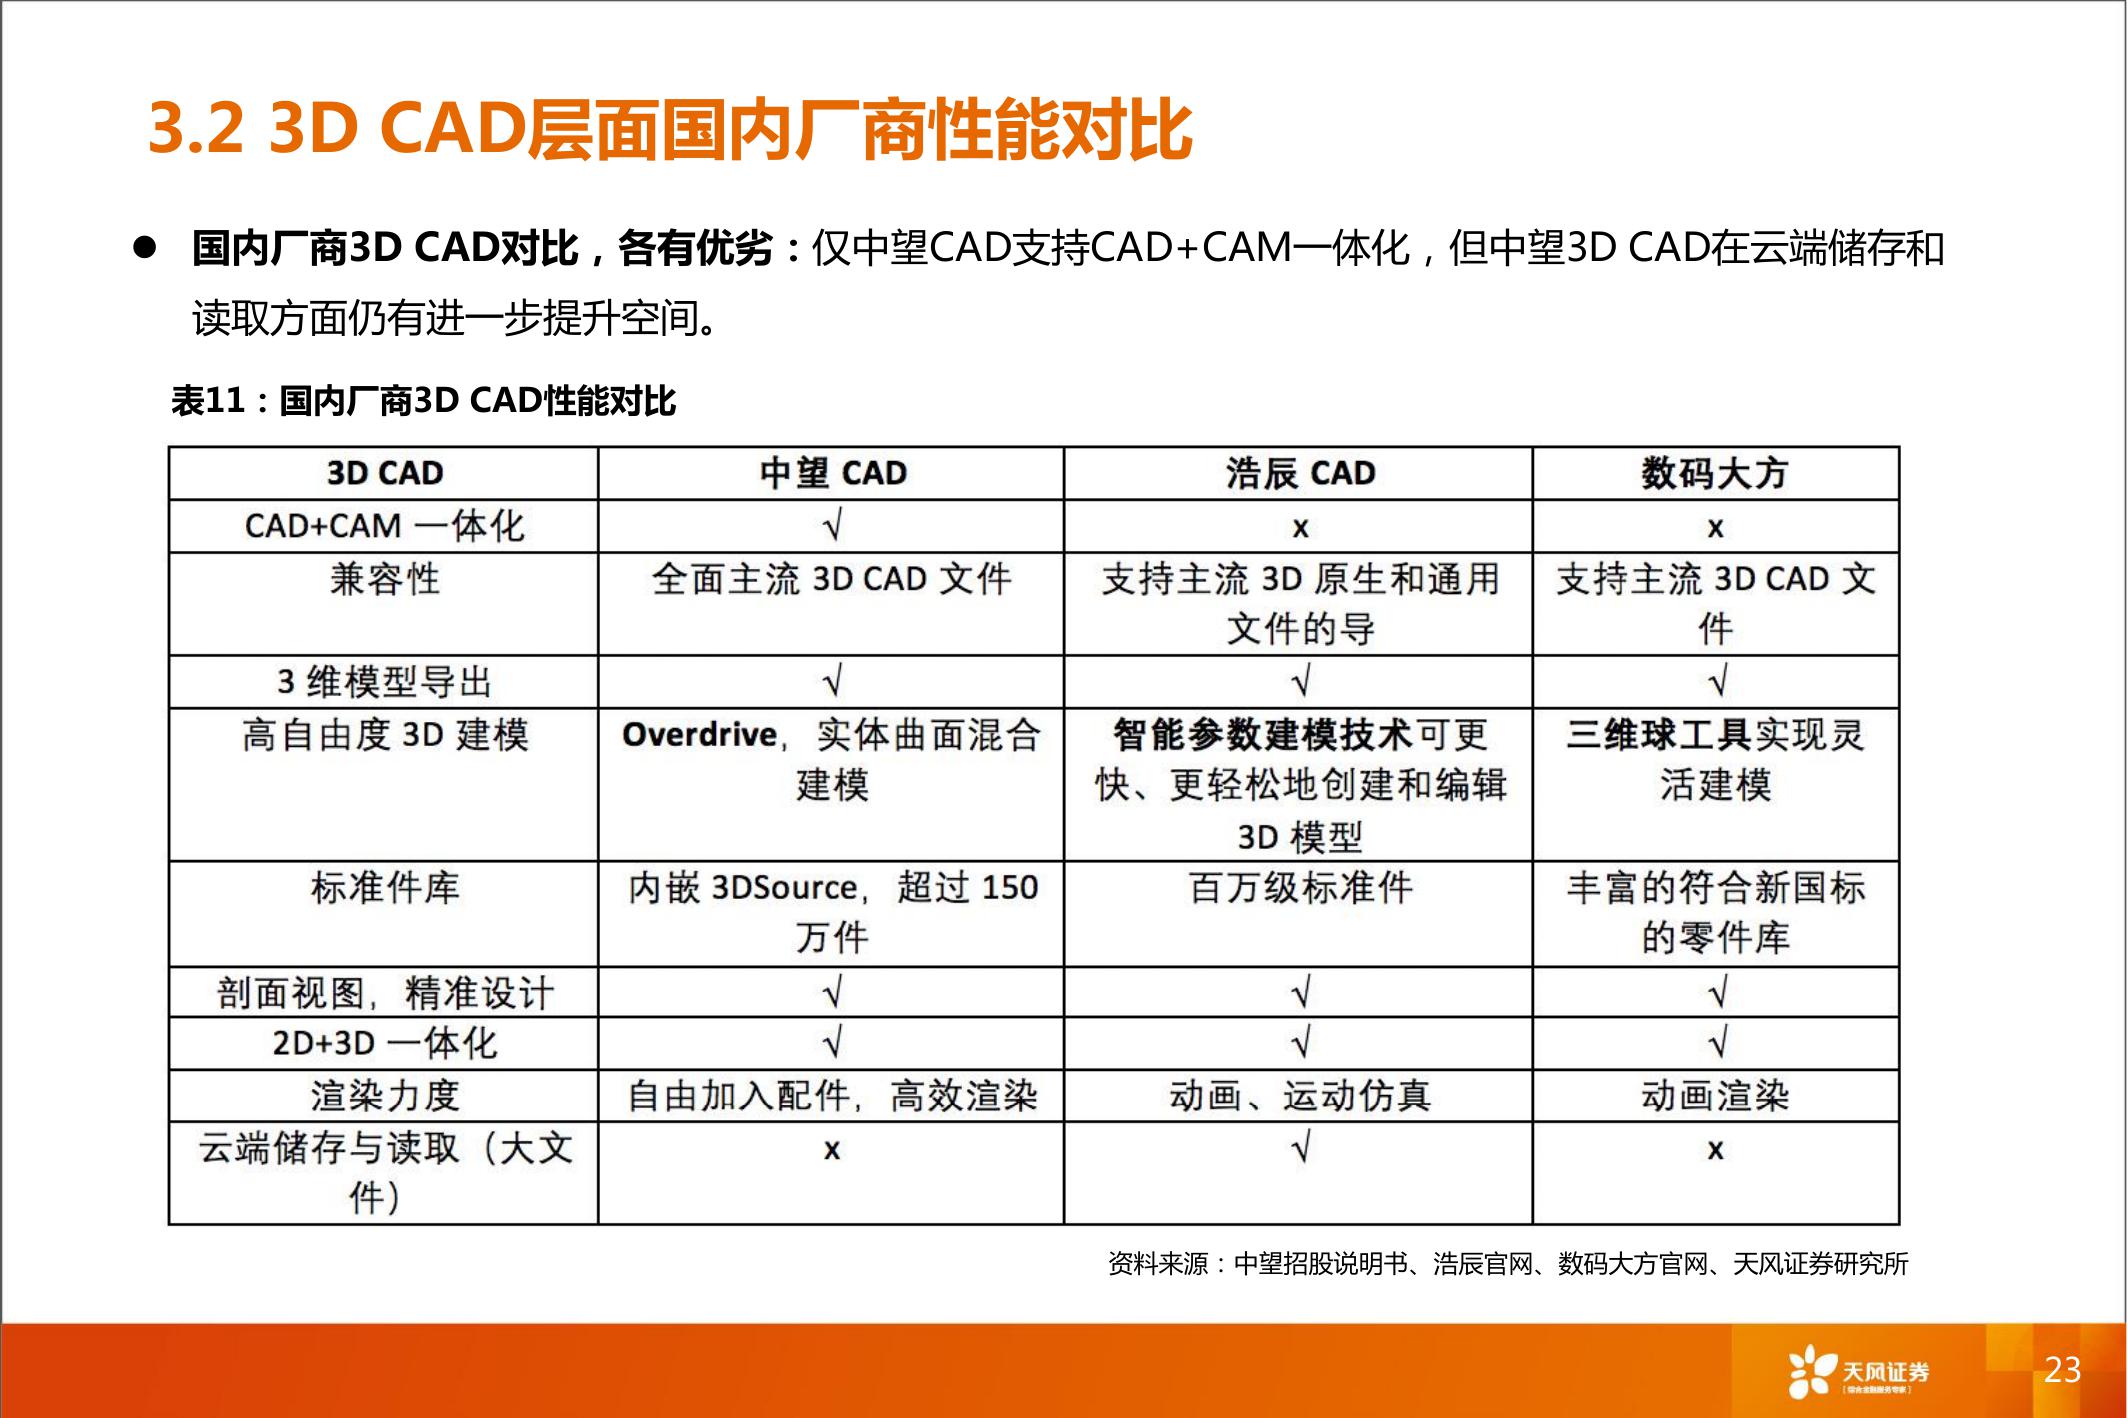 3.2 3D CAD层面国内厂商性能对比
● 国内厂商3D CAD对比，各有优劣：仅中望CAD支持CAD+CAM一体化，但中望3D CAD在云端储存和
读取方面仍有进一步提升空间。
表11：国内厂商3D CAD性能对比
3D CAD 中望 CAD 浩辰 CAD 数码大方
CAD+CAM 一体化 √ x x
兼容性 全面主流 3D CAD 文件 支持主流 3D 原生和通用 支持主流 3D CAD 文
文件的导 件
3 维模型导出 √ √ √
高自由度 3D 建模 Overdrive，实体曲面混合 智能参数建模技术可更 三维球工具实现灵
建模 快、更轻松地创建和编辑 活建模
3D 模型
标准件库 内嵌 3DSource，超过 150 百万级标准件 丰富的符合新国标
万件 的零件库
剖面视图，精准设计 √ √ √
2D+3D 一体化 √ √ √
渲染力度 自由加入配件，高效渲染 动画、运动仿真 动画渲染
云端储存与读取（大文 x √ x
件）
资料来源：中望招股说明书、浩辰官网、数码大方官网、天风证券研究所
天风证券
[综合金融服务专家]
23